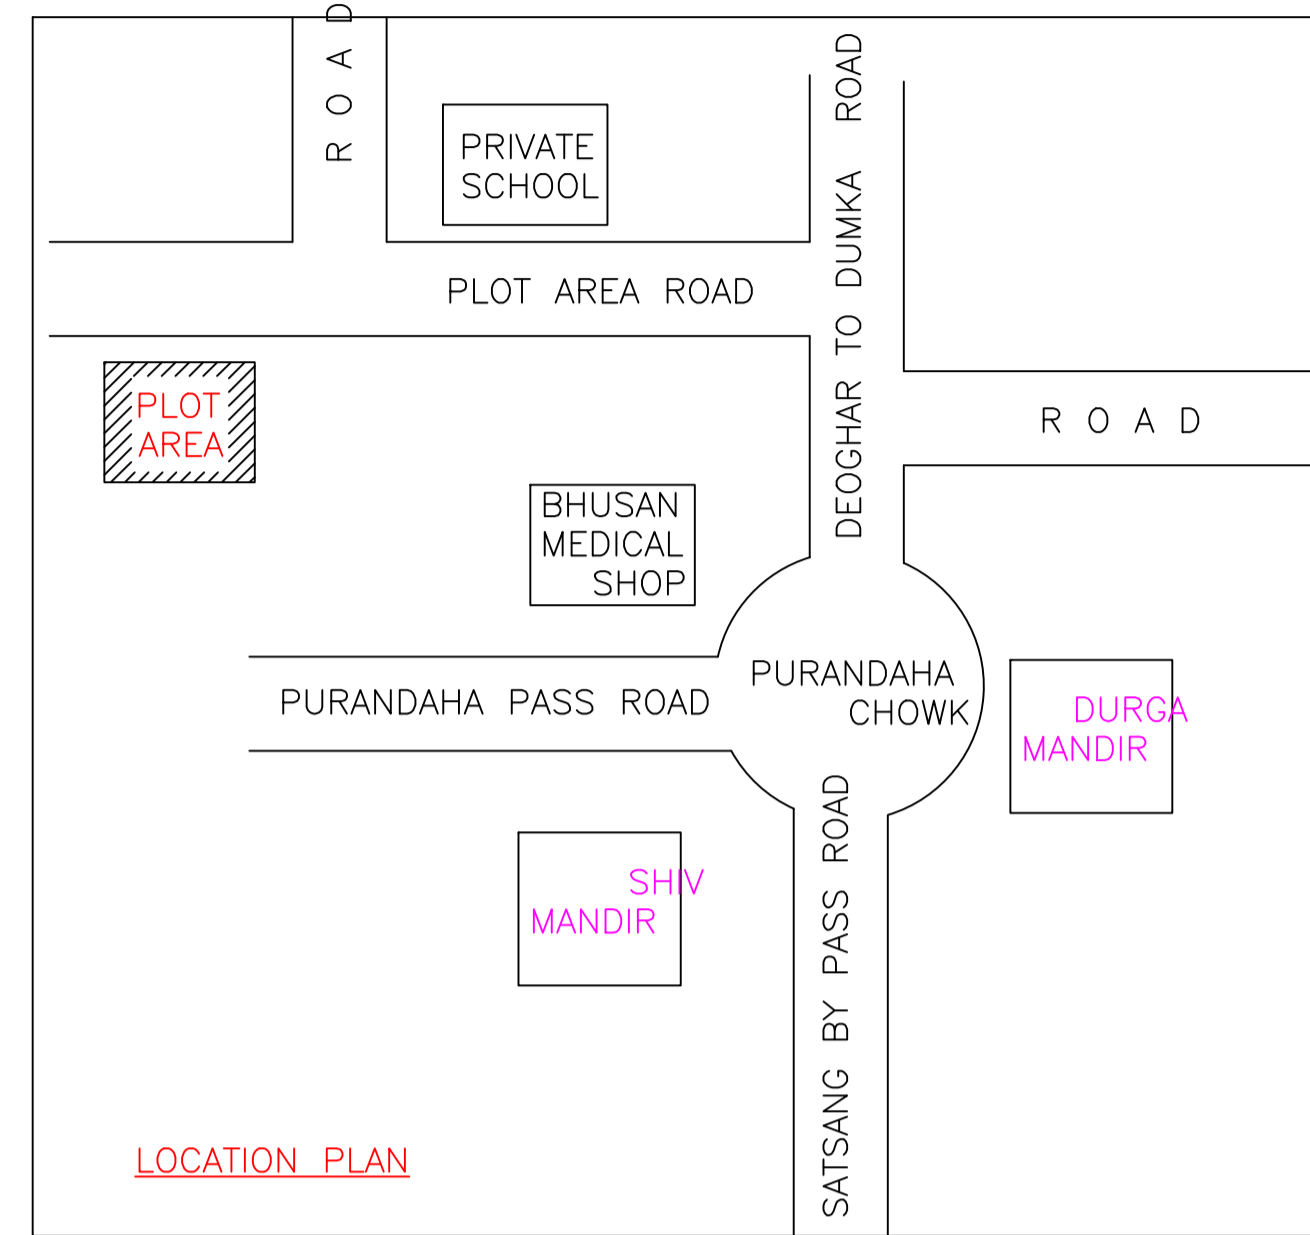 R O A D
PRIVATE
SCHOOL
DEOGHAR TO DUMKA ROAD
PLOT AREA ROAD
PLOT
AREA
R O A D
BHUSAN
MEDICAL
SHOP
PURANDAHA PASS ROAD
PURANDAHA
CHOWK
DURGA
MANDIR
SHIV
MANDIR
SATSANG BY PASS ROAD
LOCATION PLAN